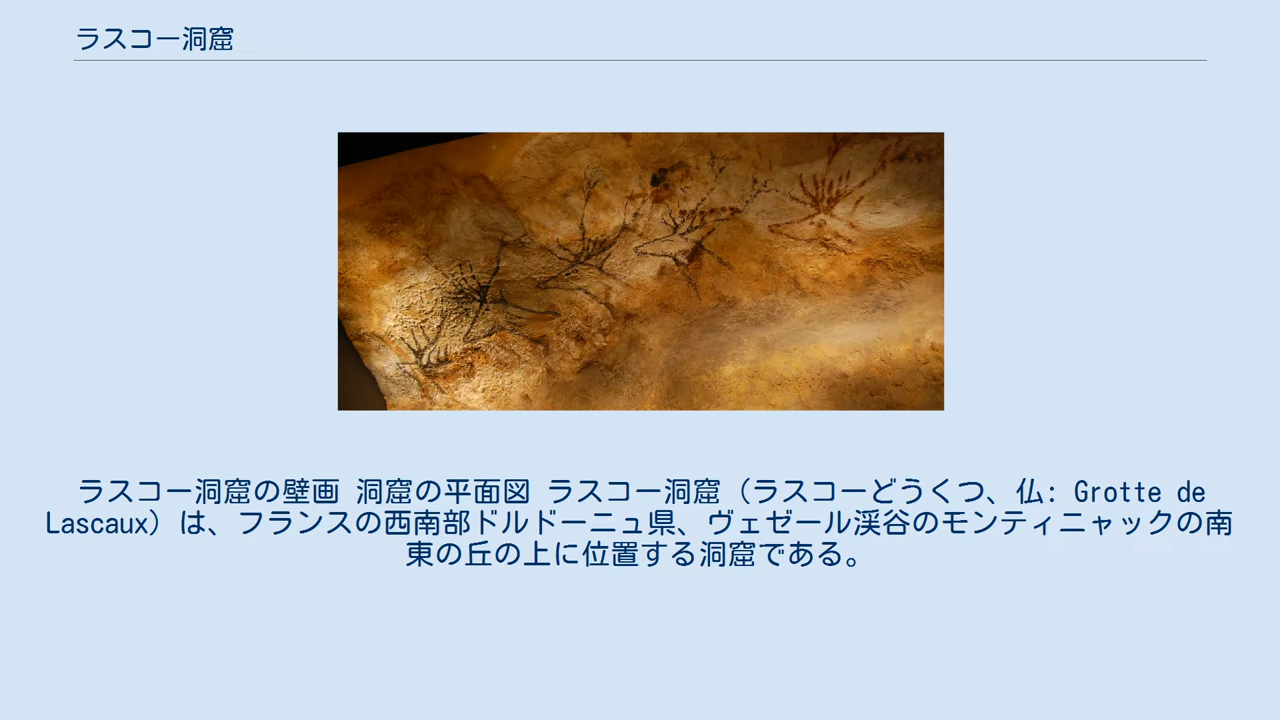 ラスコー洞窟
ラスコー洞窟の壁画 洞窟の平面図 ラスコー洞窟（ラスコーどうくつ、仏: Grotte de
Lascaux）は、フランスの西南部ドルドーニュ県、ヴェゼール渓谷のモンティニャックの南
東の丘の上に位置する洞窟である。